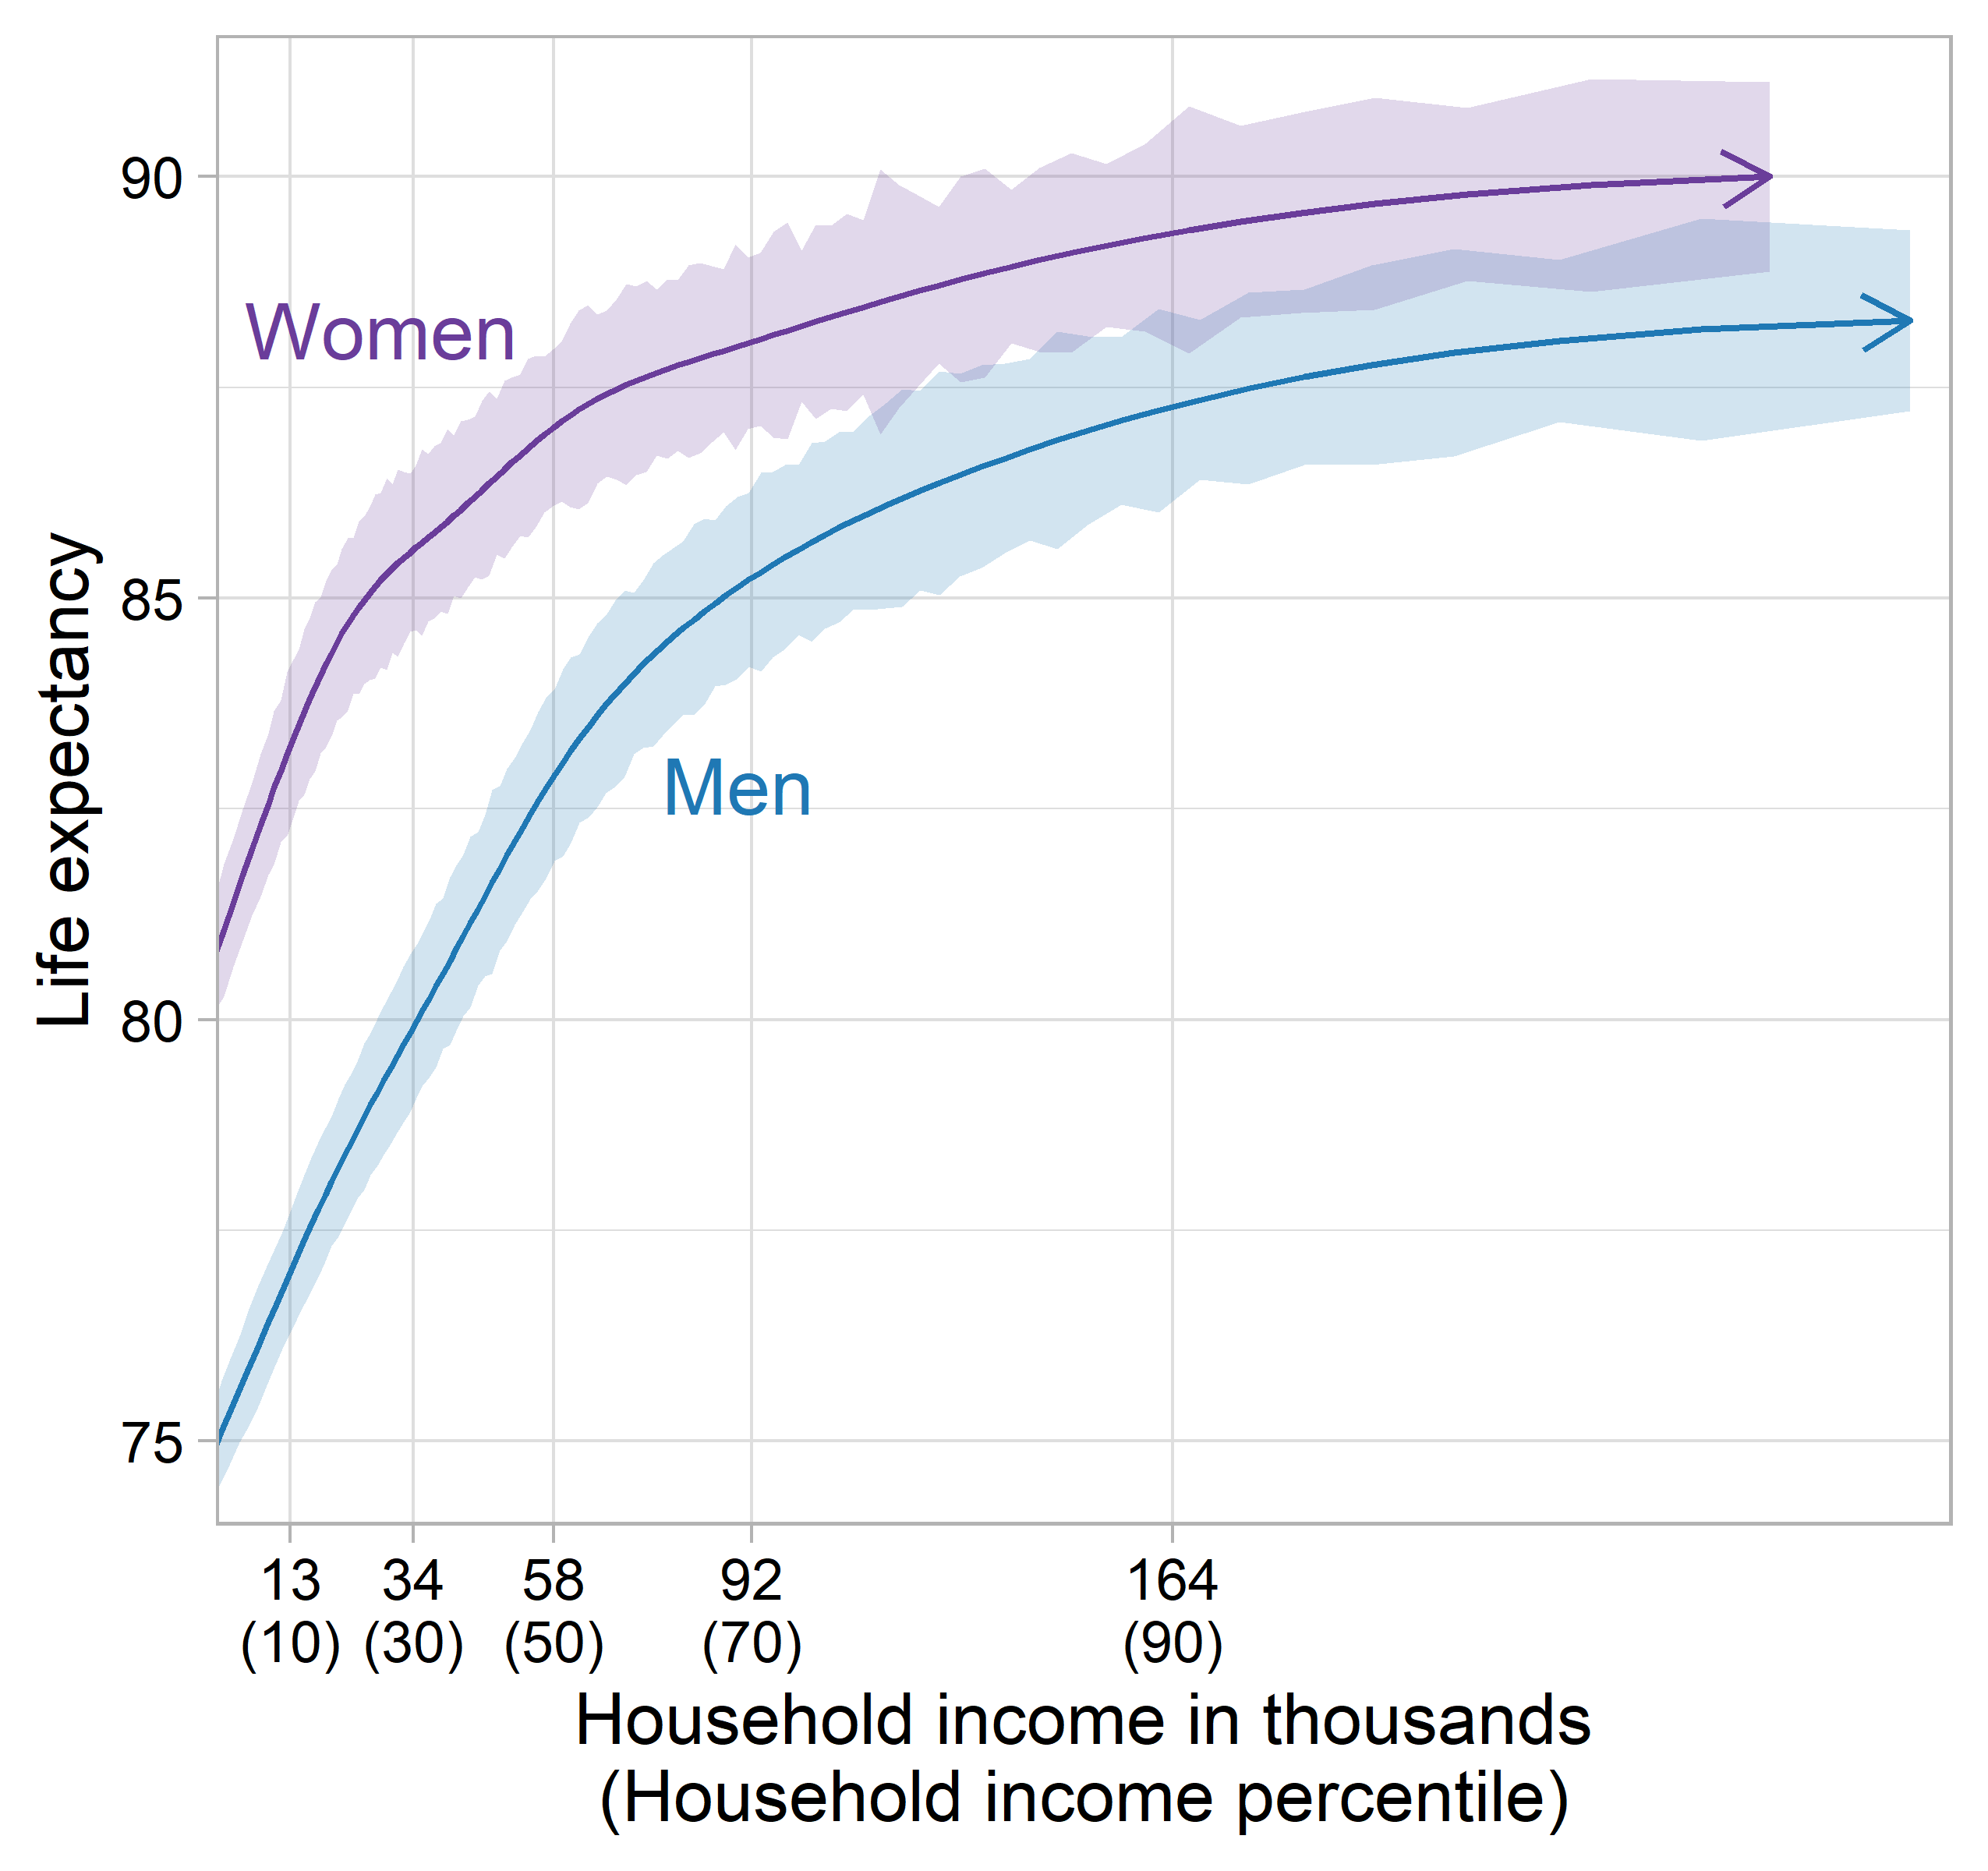 90
Women
85
Men
80
75
Life expectancy
13 34 58 92 164
(10) (30) (50) (70) (90)
Household income in thousands
(Household income percentile)